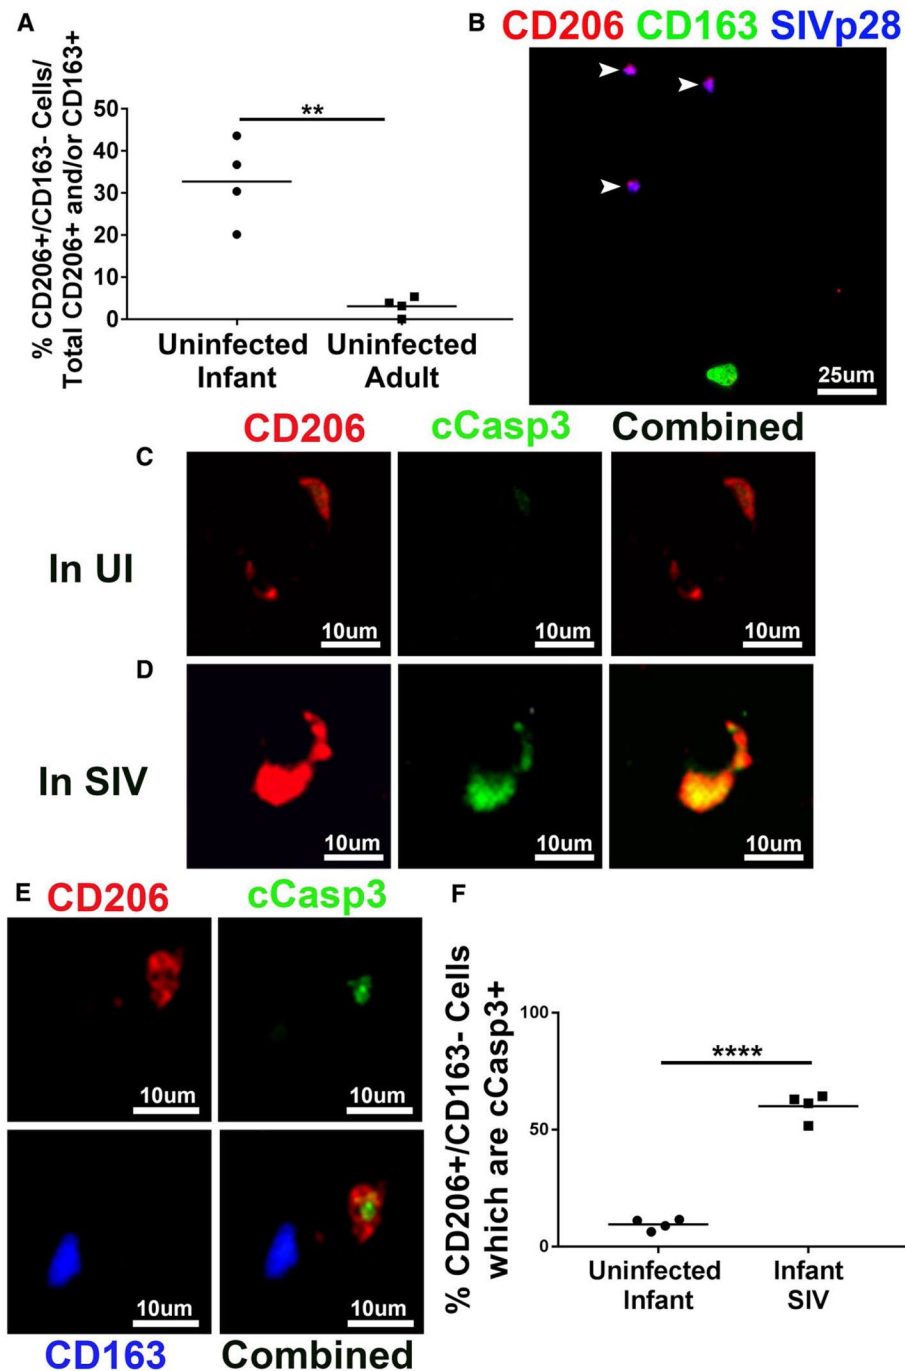 A
% CD206+/CD163- Cells/
Total CD206+ and/or CD163+
50
40
30
20
10
0
**
Uninfected
Infant
Uninfected
Adult
B
CD206 CD163 SIVp28
25um
CD206 cCasp3 Combined
C
In UI
10um
10um
10um
D
In SIV
10um
10um
10um
E
CD206 cCasp3
10um
10um
10um
10um
CD163 Combined
F
% CD206+/CD163- Cells
which are cCasp3+
100
50
0
****
Uninfected
Infant
Infant
SIV